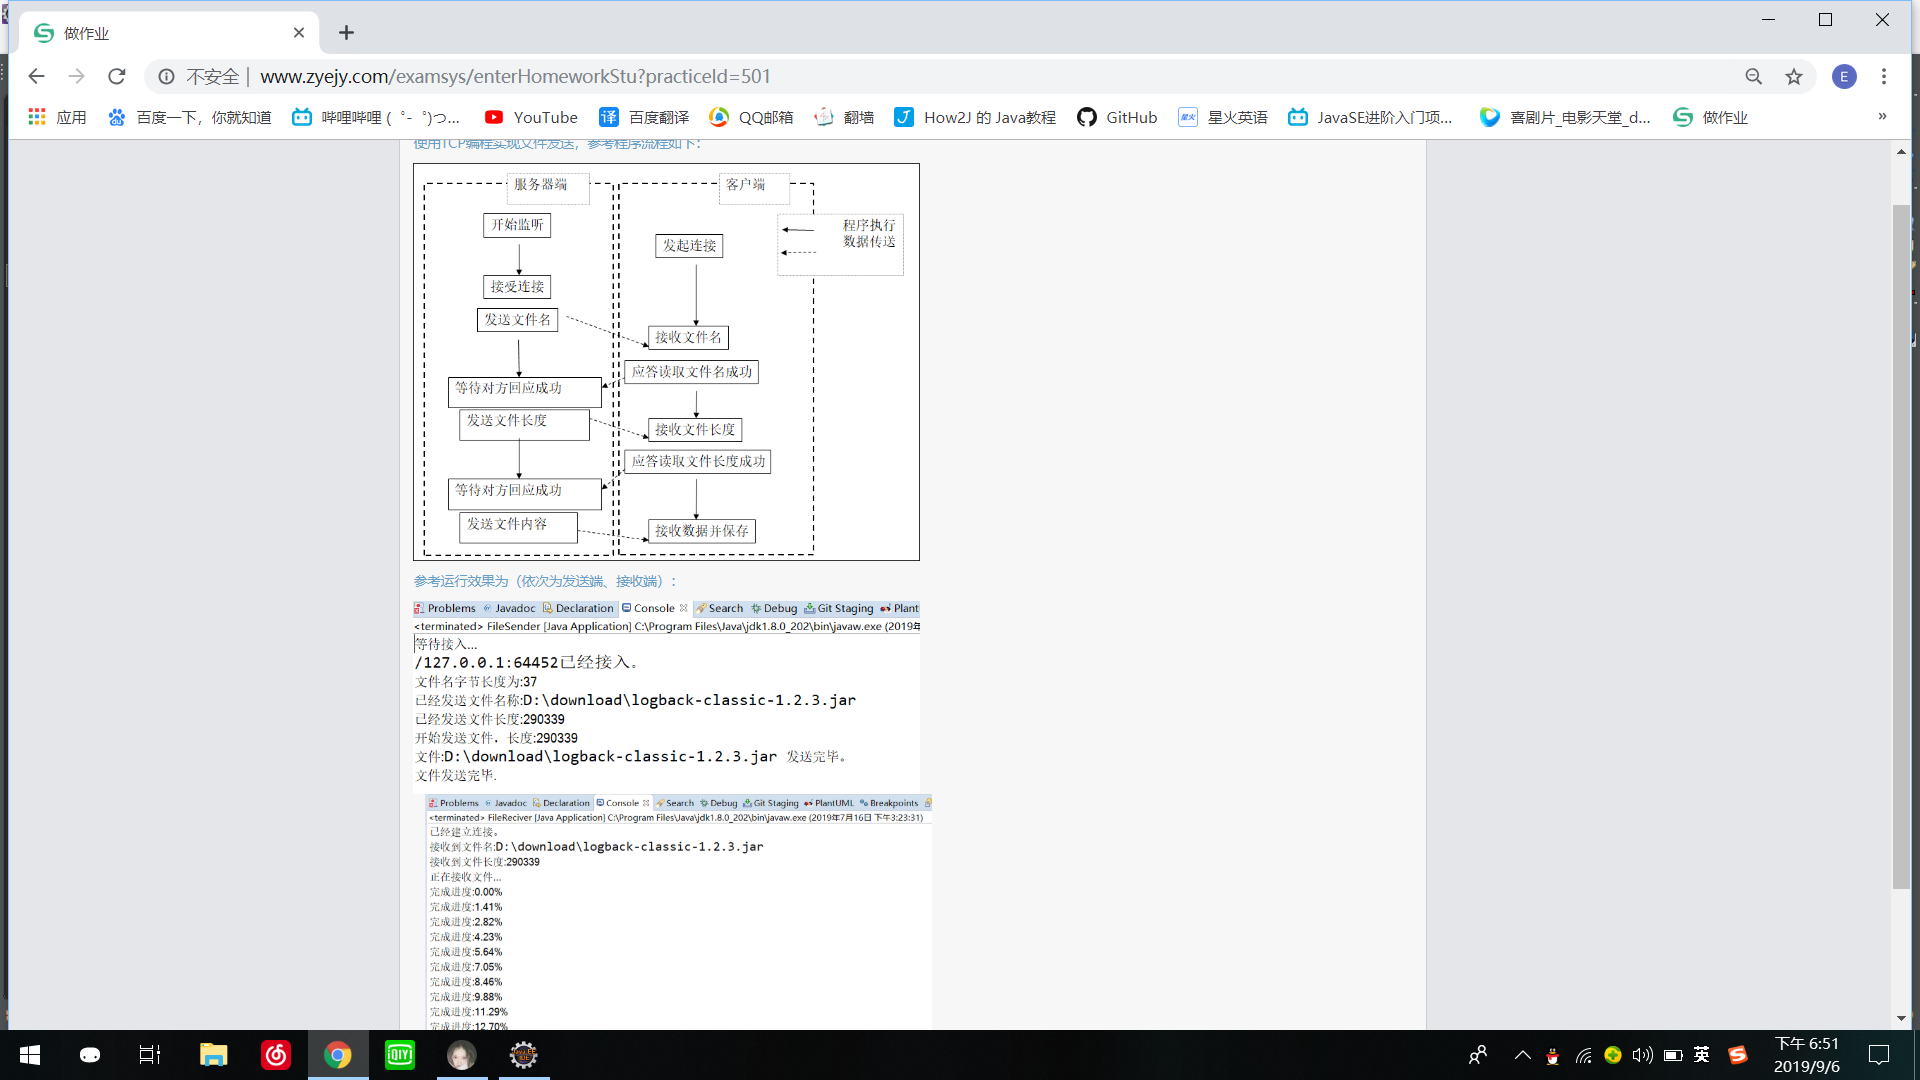 做作业
不安全 | www.zyejy.com/examsys/enterHomeworkStu?practiceId=501
E
应用
百度一下，你就知道
哔哩哔哩 ( ゜- ゜)つ...
YouTube
译
百度翻译
QQ邮箱
翻墙
How2J 的 Java教程
GitHub
星火英语
JavaSE进阶入门项...
喜剧片_电影天堂_d...
做作业
»
使用TCP编程实现文件发送，参考程序流程如下：
服务器端
客户端
开始监听
程序执行
数据传送
发起连接
接受连接
发送文件名
接收文件名
应答读取文件名成功
等待对方回应成功
发送文件长度
接收文件长度
应答读取文件长度成功
等待对方回应成功
发送文件内容
接收数据并保存
参考运行效果为（依次为发送端、接收端）：
Problems Javadoc Declaration Console Search Debug Git Staging Plant
<terminated> FileSender [Java Application] C:\Program Files\Java\jdk1.8.0_202\bin\javaw.exe (2019年
等待接入...
/127.0.0.1:64452已经接入。
文件名字节长度为:37
已经发送文件名称:D:\download\logback-classic-1.2.3.jar
已经发送文件长度:290339
开始发送文件，长度:290339
文件:D:\download\logback-classic-1.2.3.jar 发送完毕。
文件发送完毕.
Problems Javadoc Declaration Console Search Debug Git Staging PlantUML Breakpoints
<terminated> FileReciver [Java Application] C:\Program Files\Java\jdk1.8.0_202\bin\javaw.exe (2019年7月16日 下午3:23:31)
已经建立连接。
接收到文件名:D:\download\logback-classic-1.2.3.jar
接收到文件长度:290339
正在接收文件...
完成进度:0.00%
完成进度:1.41%
完成进度:2.82%
完成进度:4.23%
完成进度:5.64%
完成进度:7.05%
完成进度:8.46%
完成进度:9.88%
完成进度:11.29%
完成进度:12.70%
QIYI
英
下午 6:51
2019/9/6